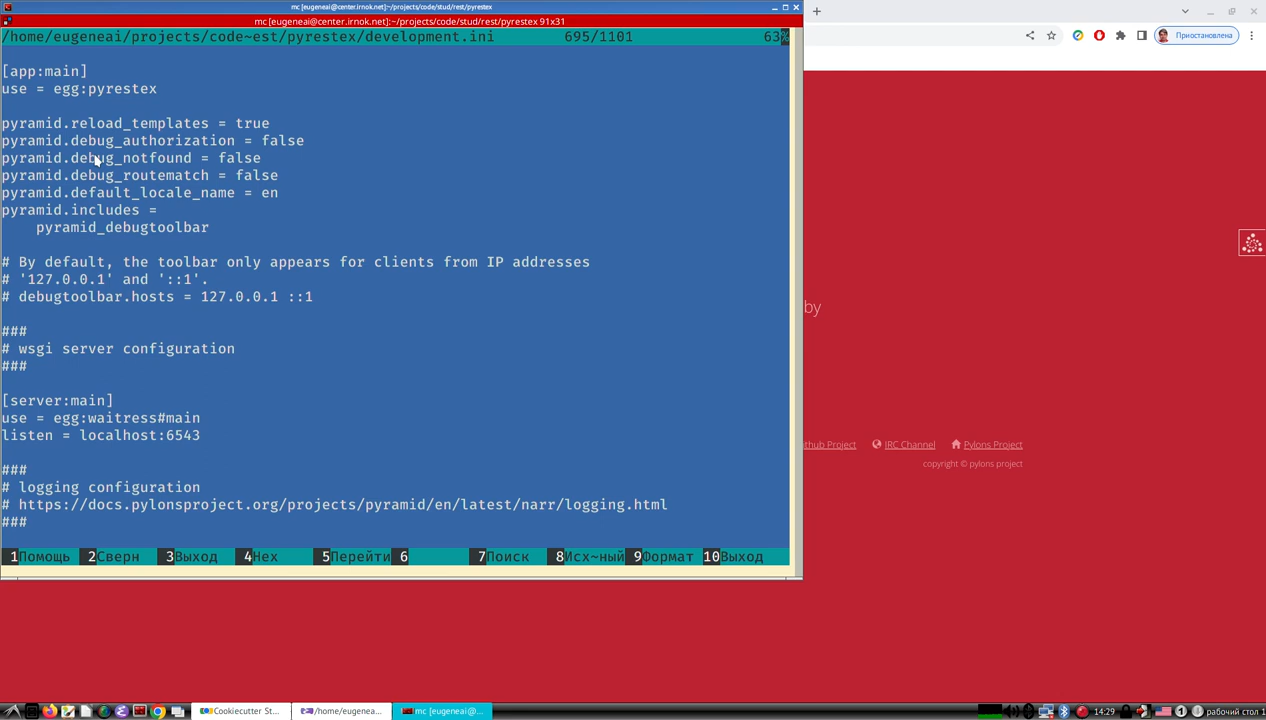 mc [eugeneai@center.irnok.net]:~/projects/code/stud/rest/pyrestex
mc [eugeneai@center.irnok.net]:~/projects/code/stud/rest/pyrestex 91x31
/home/eugeneai/projects/code~est/pyrestex/development.ini 695/1101 63%
[app:main]
use = egg:pyrestex
pyramid.reload_templates = true
pyramid.debug_authorization = false
pyramid.debug_notfound = false
pyramid.debug_routematch = false
pyramid.default_locale_name = en
pyramid.includes =
pyramid_debugtoolbar
# By default, the toolbar only appears for clients from IP addresses
# '127.0.0.1' and '::1'.
# debugtoolbar.hosts = 127.0.0.1 ::1
###
# wsgi server configuration
###
[server:main]
use = egg:waitress#main
listen = localhost:6543
###
# logging configuration
# https://docs.pylonsproject.org/projects/pyramid/en/latest/narr/logging.html
###
1Помощь 2Сверн 3Выход 4Hex 5Перейти 6 7Поиск 8Исх~ный 9Формат 10Выход
Приостановлена
by
thub Project IRC Channel Pylons Project
copyright © pylons project
Cookiecutter St... /home/eugenea... mc [eugeneai@... 14:29 1 рабочий стол 1